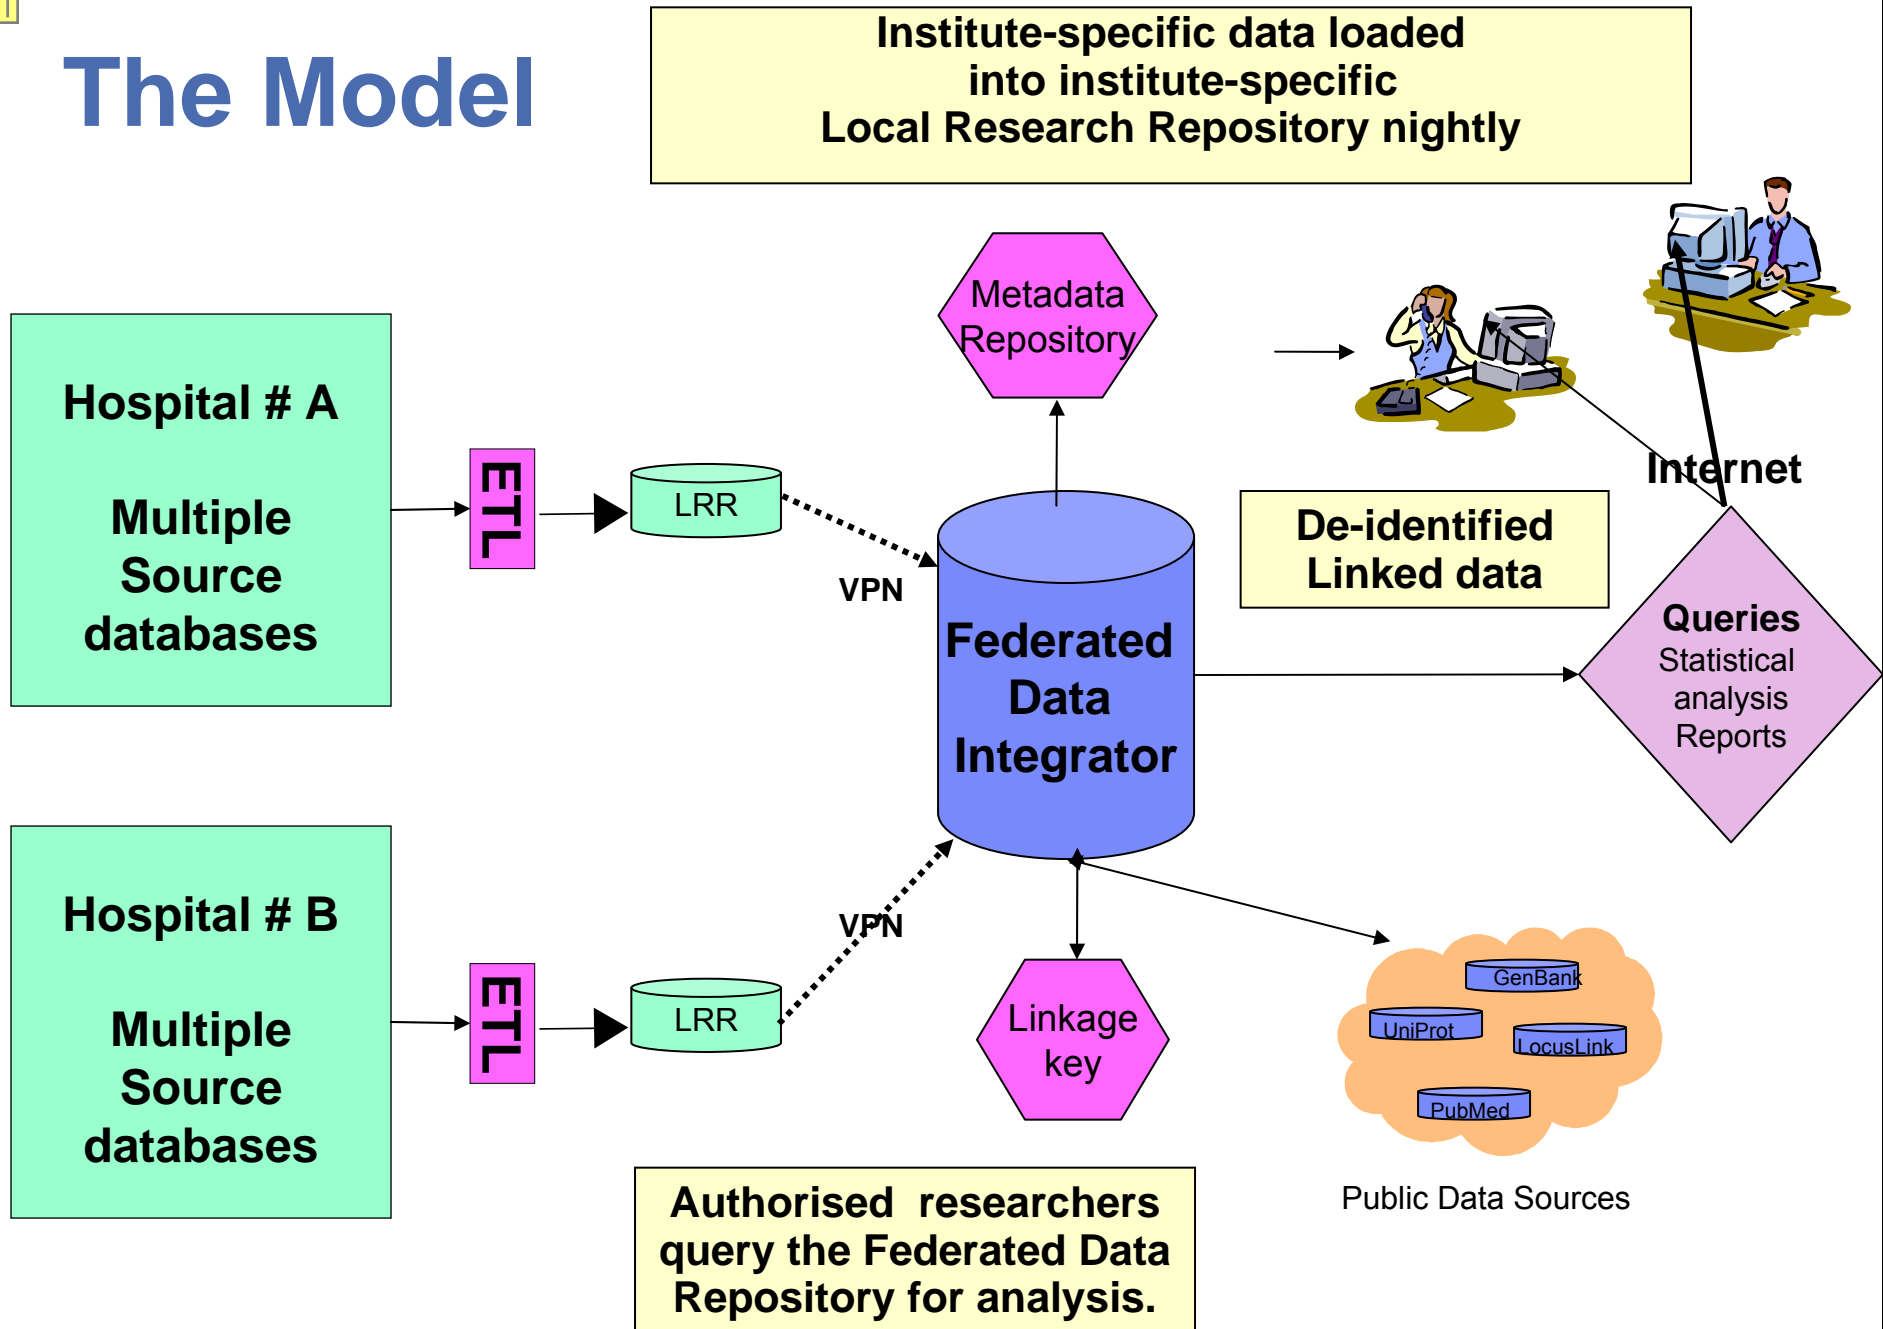 The Model
Institute-specific data loaded
into institute-specific
Local Research Repository nightly
Metadata
Repository
Hospital # A
Multiple
Source
databases
ETL
LRR
VPN
Internet
De-identified
Linked data
Federated
Data
Integrator
Queries
Statistical
analysis
Reports
Hospital # B
Multiple
Source
databases
ETL
LRR
VPN
Linkage
key
GenBank
UniProt
LocusLink
PubMed
Public Data Sources
Authorised researchers
query the Federated Data
Repository for analysis.